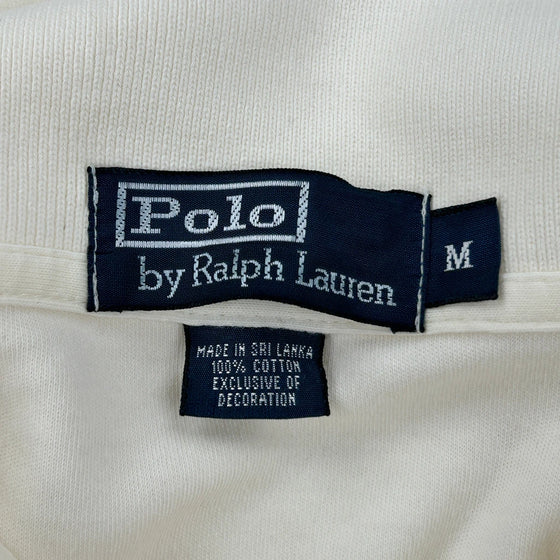 Polo
by Ralph Lauren
M
MADE IN SRI LANKA
100% COTTON
EXCLUSIVE OF
DECORATION